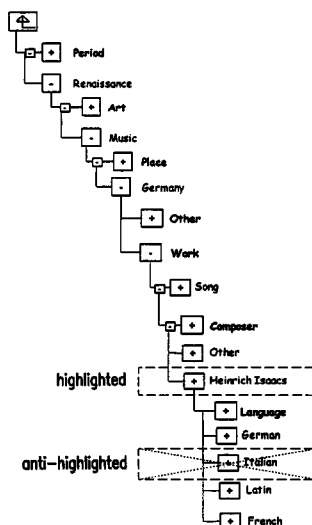 Period
Renaissance
Art
Music
Place
Germany
Other
Work
Song
Composer
Other
highlighted Heinrich Isaacs
Language
German
anti-highlighted Italian
Latin
French